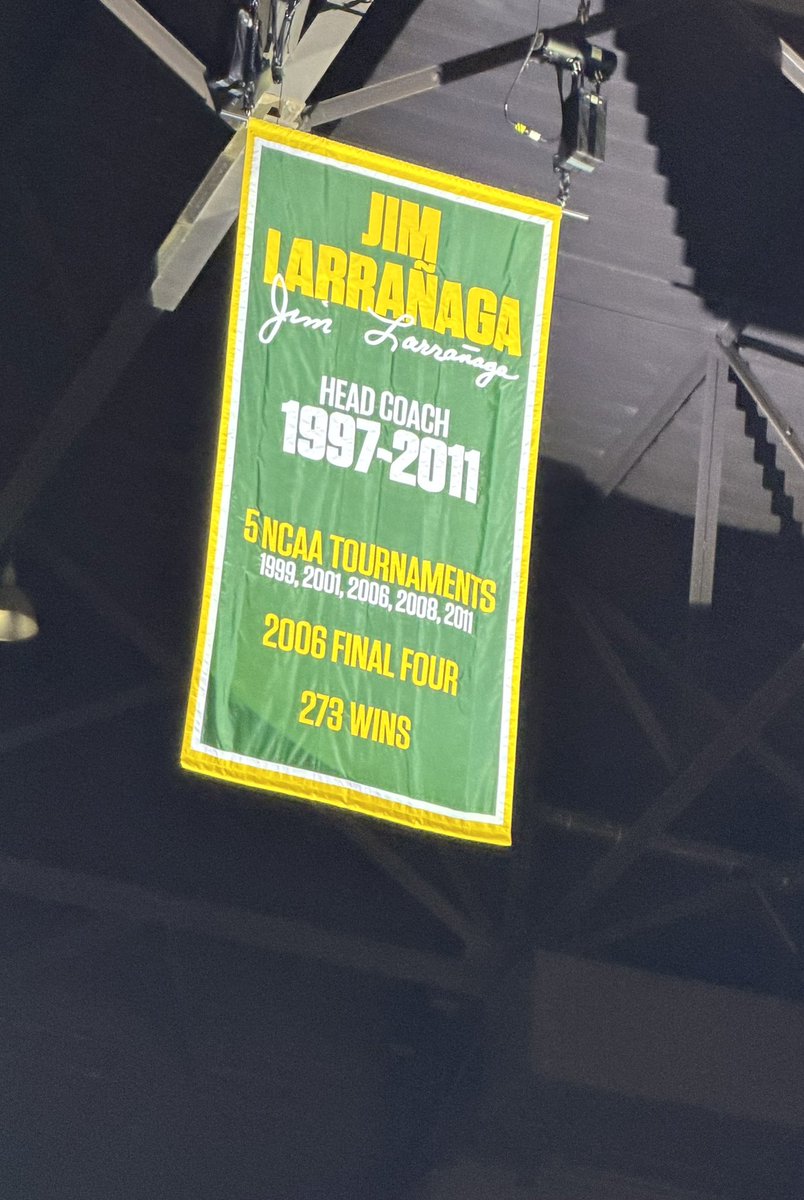 JIM
LARRAÑAGA
Jim Larrañaga
HEAD COACH
1997-2011
5 NCAA TOURNAMENTS
1999, 2001, 2006, 2008, 2011
2006 FINAL FOUR
273 WINS